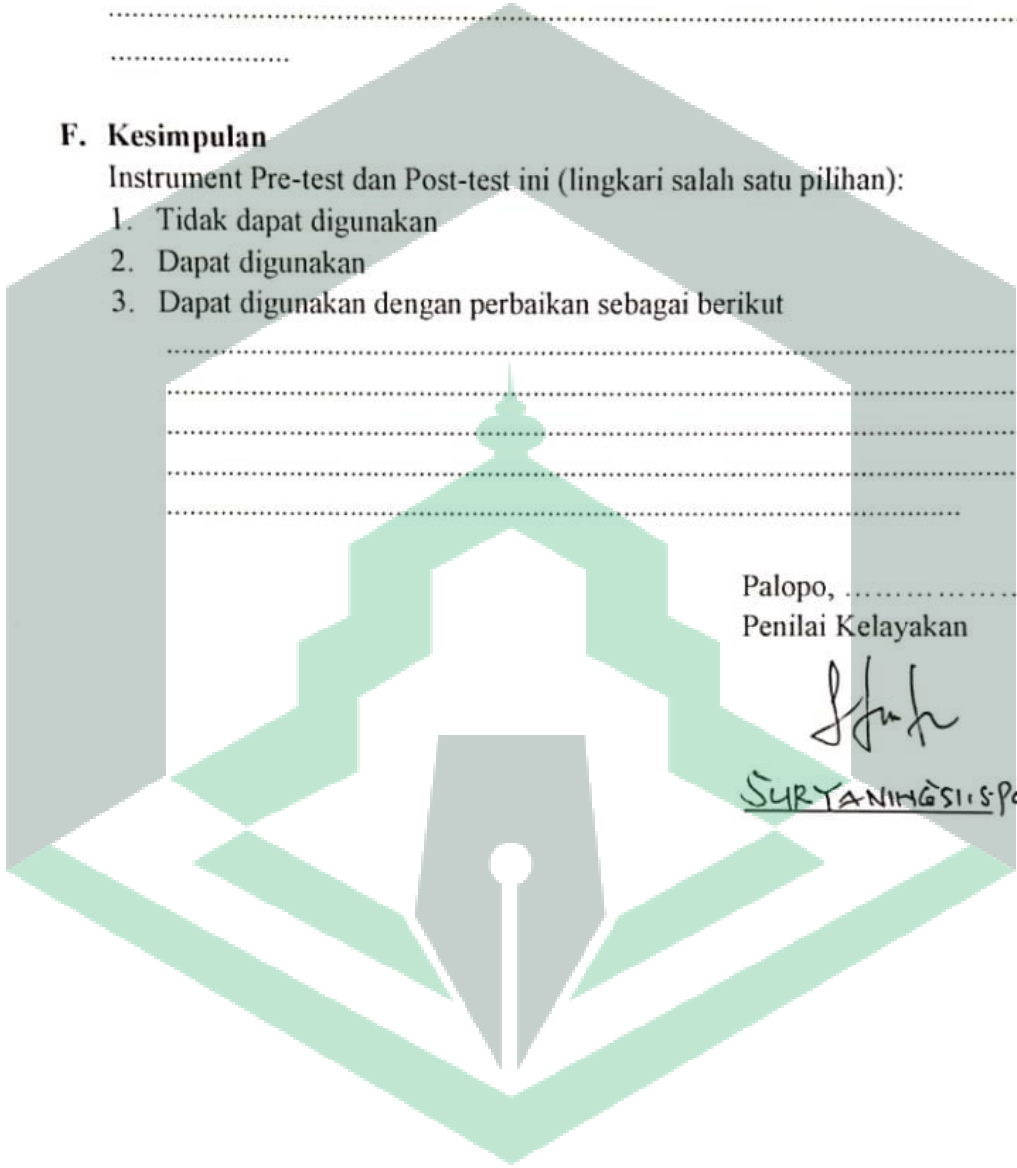 ....................................................................................................
......................
F. Kesimpulan
Instrument Pre-test dan Post-test ini (lingkari salah satu pilihan):
1. Tidak dapat digunakan
2. Dapat digunakan
3. Dapat digunakan dengan perbaikan sebagai berikut
....................................................................................................
....................................................................................................
....................................................................................................
....................................................................................................
..............................................................................................
Palopo, ................
Penilai Kelayakan